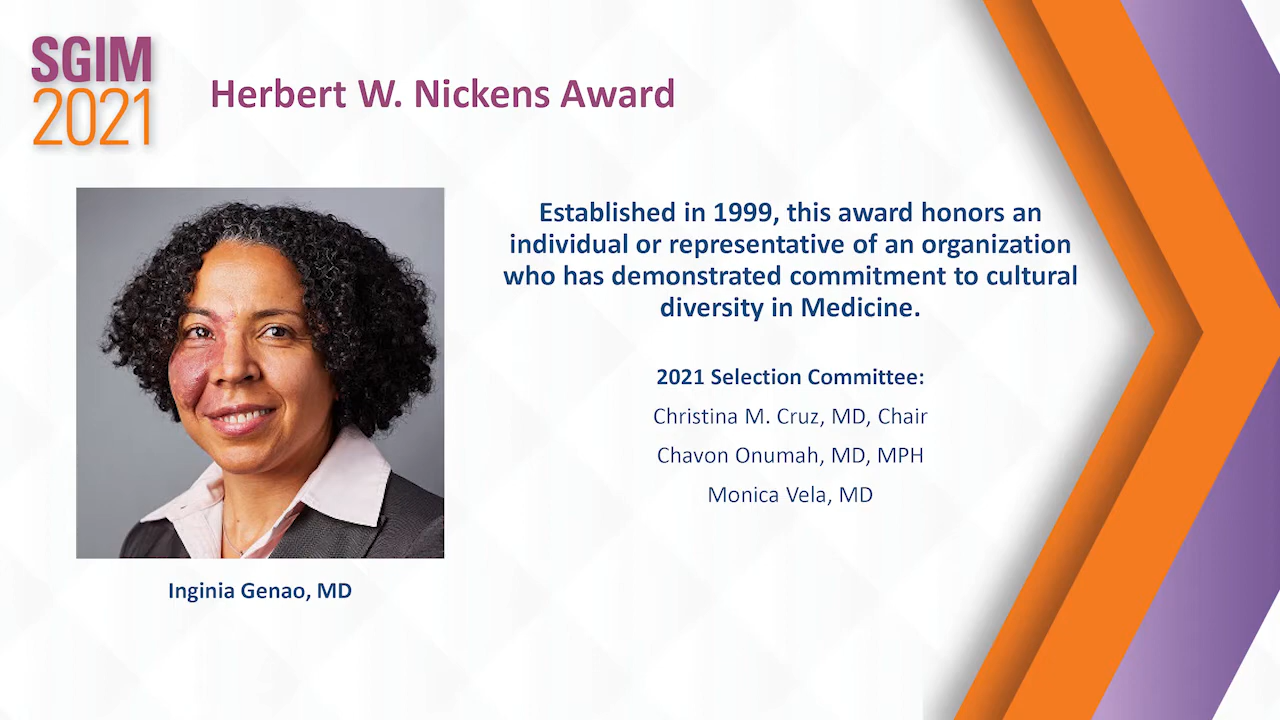 SGIM
2021
Herbert W. Nickens Award
Established in 1999, this award honors an
individual or representative of an organization
who has demonstrated commitment to cultural
diversity in Medicine.
2021 Selection Committee:
Christina M. Cruz, MD, Chair
Chavon Onumah, MD, MPH
Monica Vela, MD
Inginia Genao, MD